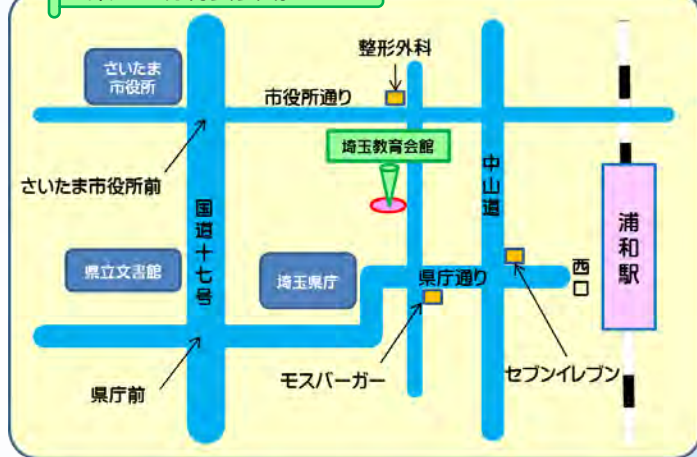 整形外科
さいたま
市役所
市役所通り
埼玉教育会館
さいたま市役所前
国道十七号
中山道
浦和駅
県立文書館
埼玉県庁
県庁通り
西口
県庁前
モスバーガー
セブンイレブン